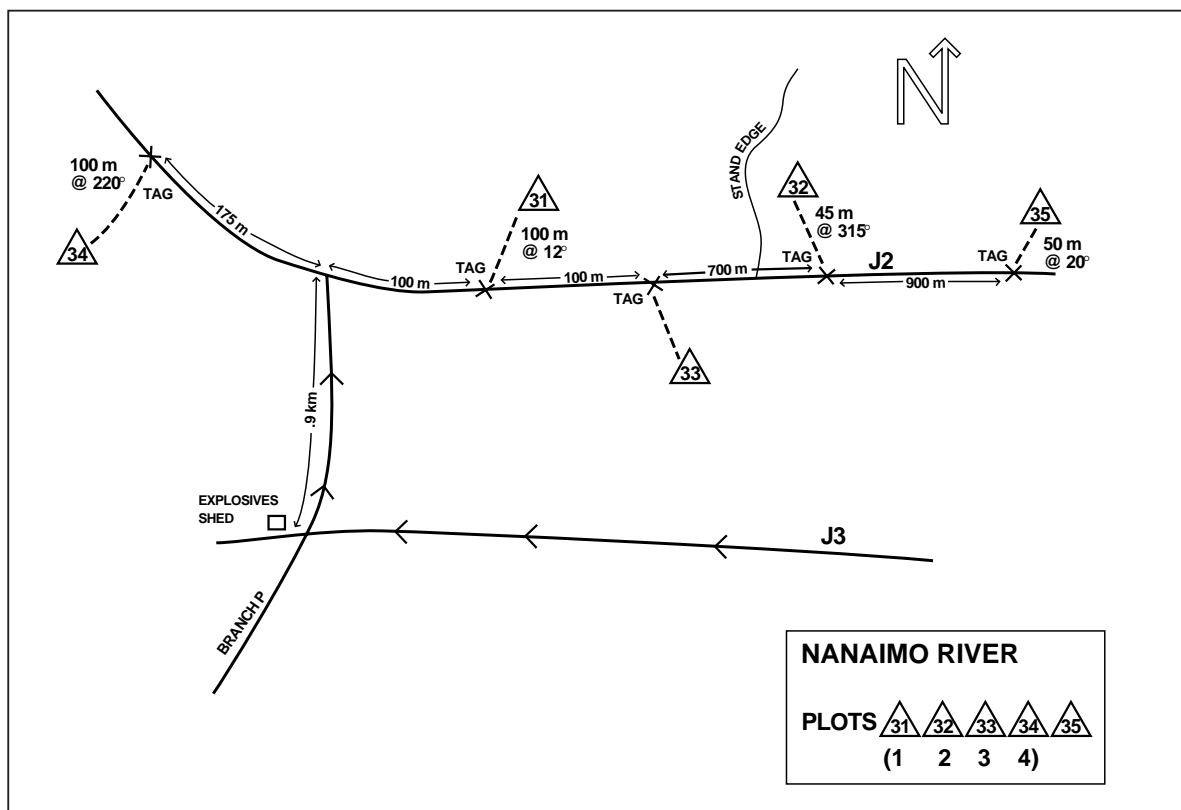 N
STAND EDGE
100 m
@ 220°
TAG
34
175 m
31
100 m
@ 12°
32
45 m
@ 315°
35
50 m
@ 20°
100 m
TAG
100 m
TAG
700 m
TAG
J2
900 m
TAG
33
.9 km
EXPLOSIVES
SHED
J3
BRANCH P
NANAIMO RIVER
PLOTS 31 32 33 34 35
(1 2 3 4)